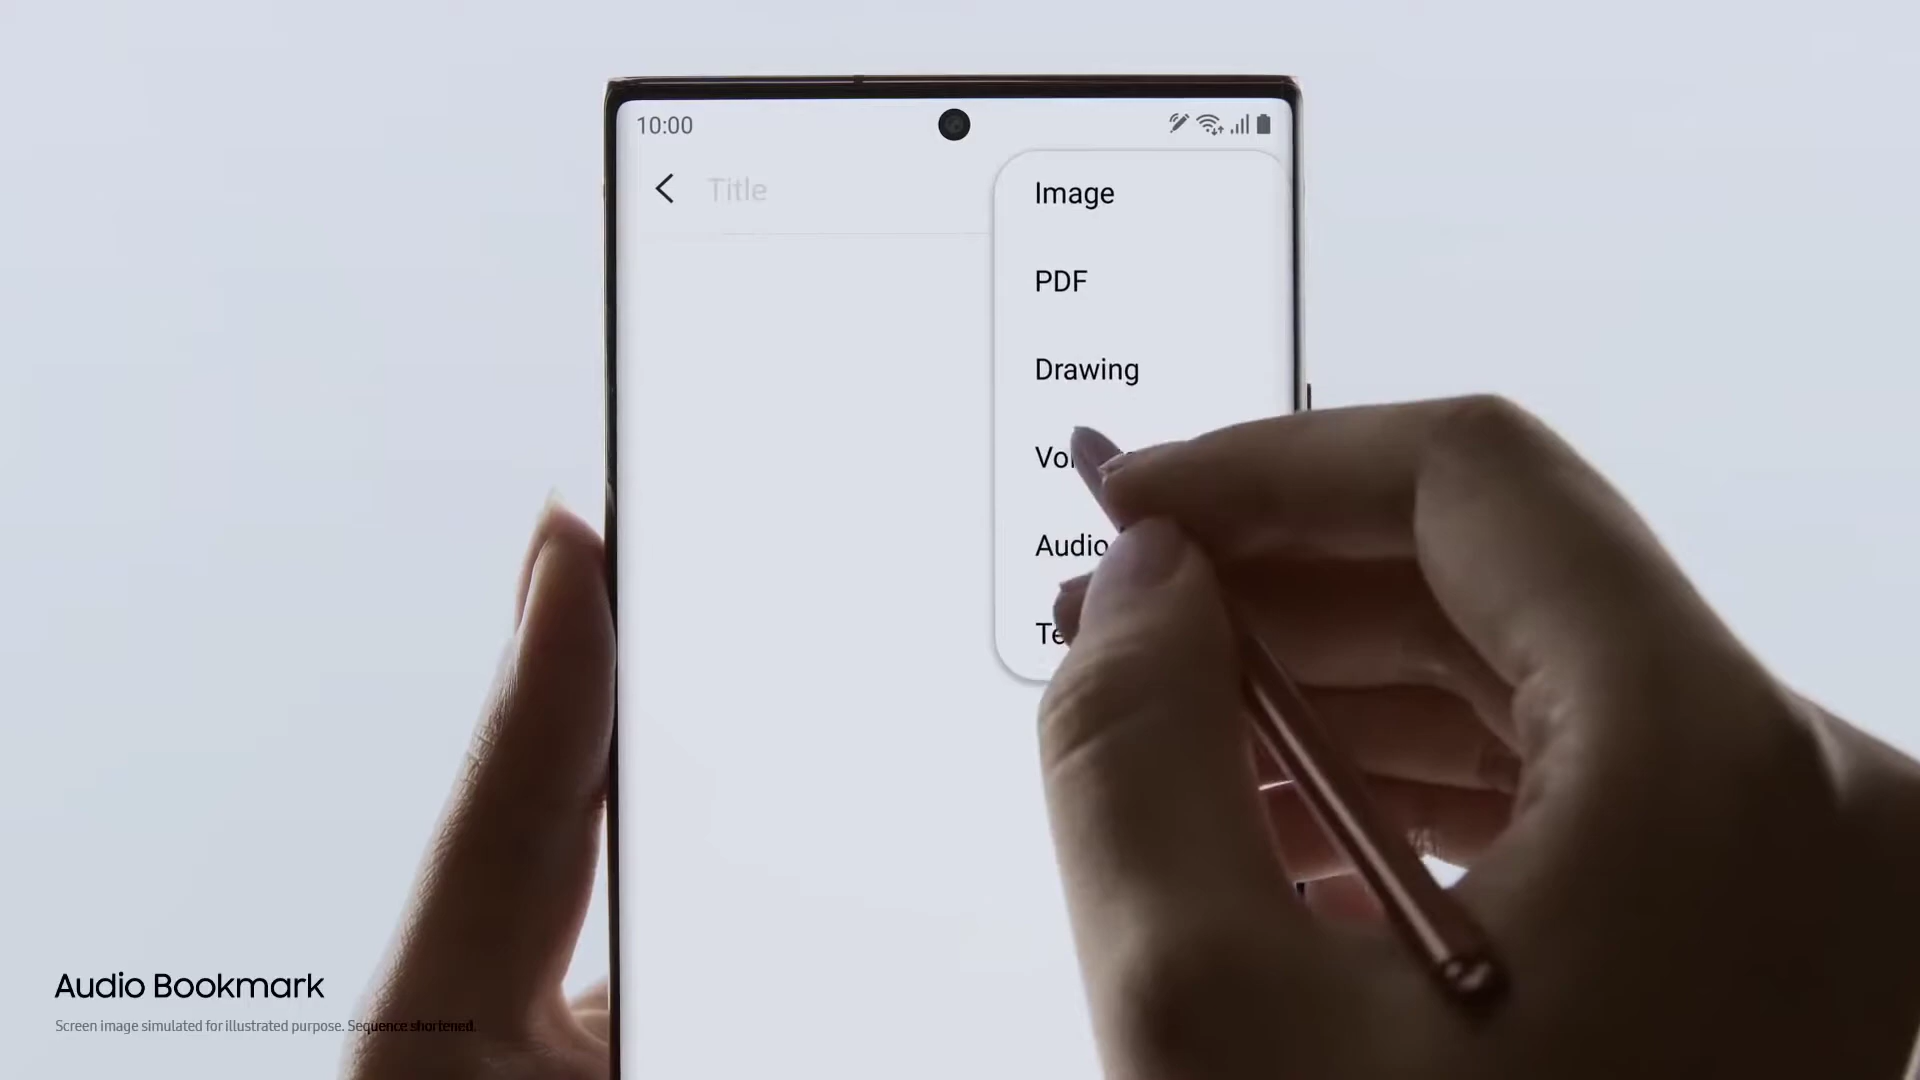 10:00
Title
Image
PDF
Drawing
Audio
Audio Bookmark
Screen image simulated for illustrated purpose. Sequence shortened.